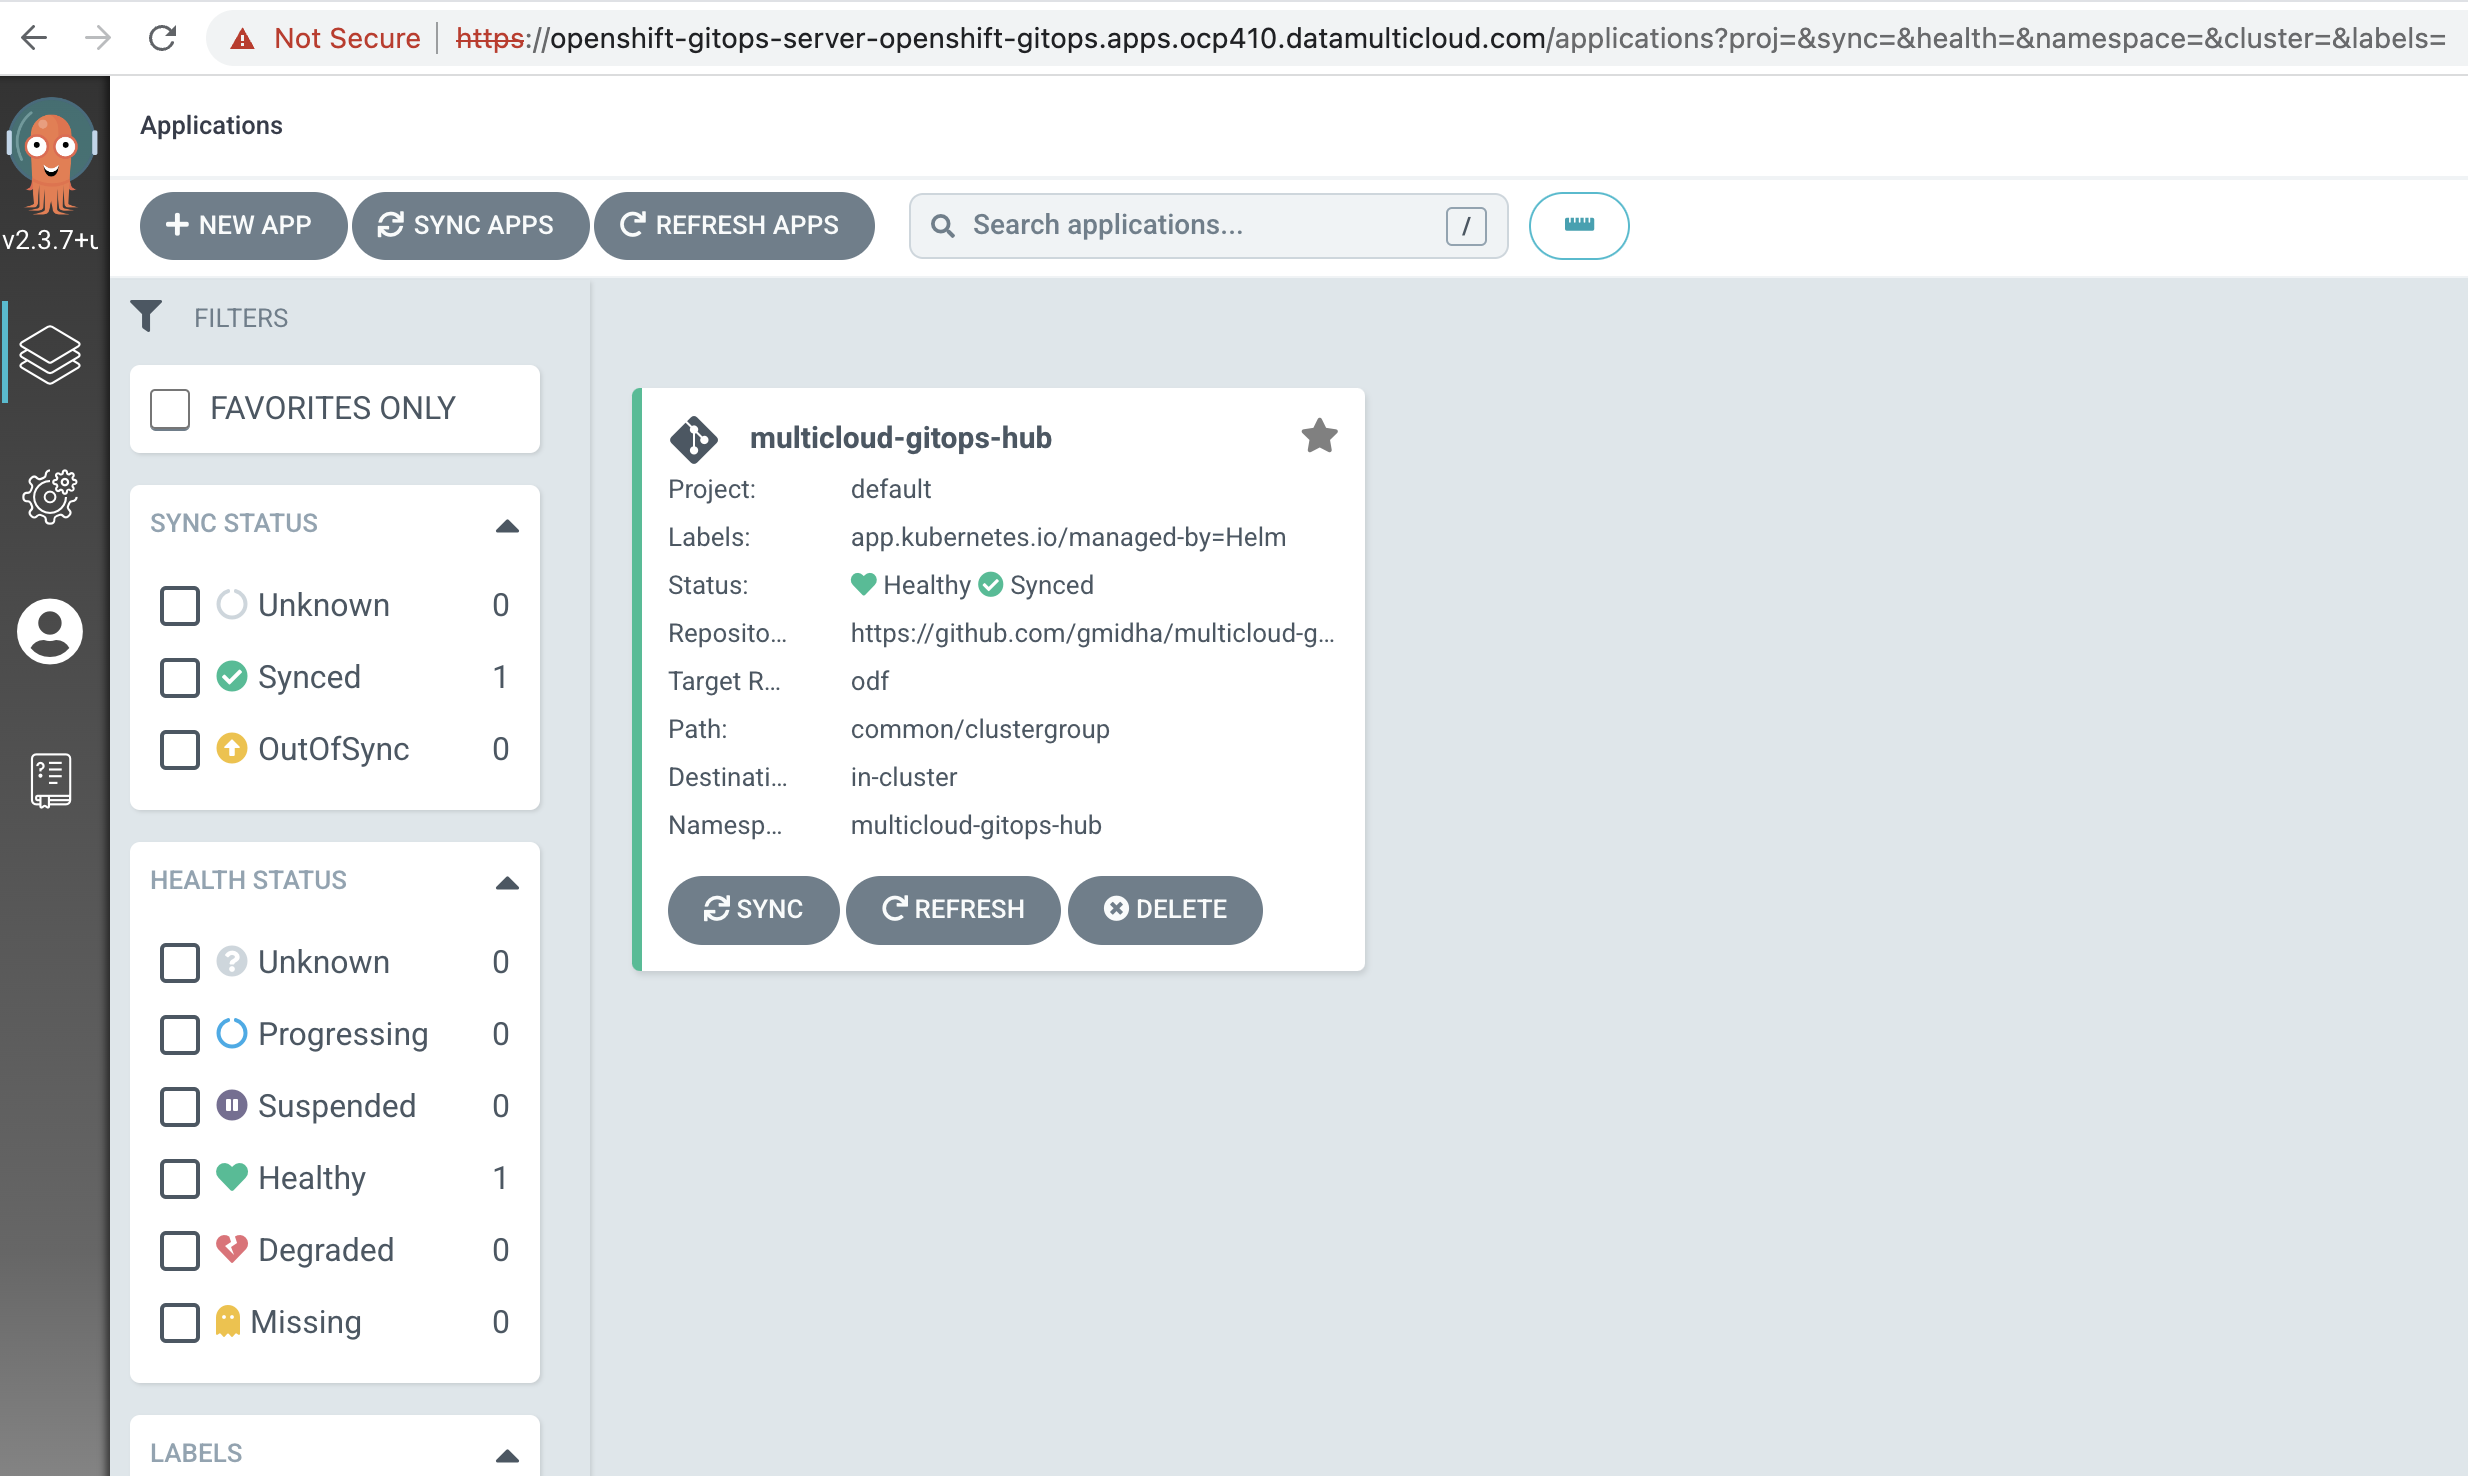 Not Secure https://openshift-gitops-server-openshift-gitops.apps.ocp410.datamulticloud.com/applications?proj=&sync=&health=&namespace=&cluster=&labels=
Applications
v2.3.7+u
NEW APP SYNC APPS REFRESH APPS Search applications... /
FILTERS
FAVORITES ONLY
SYNC STATUS
Unknown 0
Synced 1
OutOfSync 0
HEALTH STATUS
Unknown 0
Progressing 0
Suspended 0
Healthy 1
Degraded 0
Missing 0
LABELS
multicloud-gitops-hub
Project: default
Labels: app.kubernetes.io/managed-by=Helm
Status: Healthy Synced
Reposito... https://github.com/gmidha/multicloud-g...
Target R... odf
Path: common/clustergroup
Destinati... in-cluster
Namesp... multicloud-gitops-hub
SYNC REFRESH DELETE